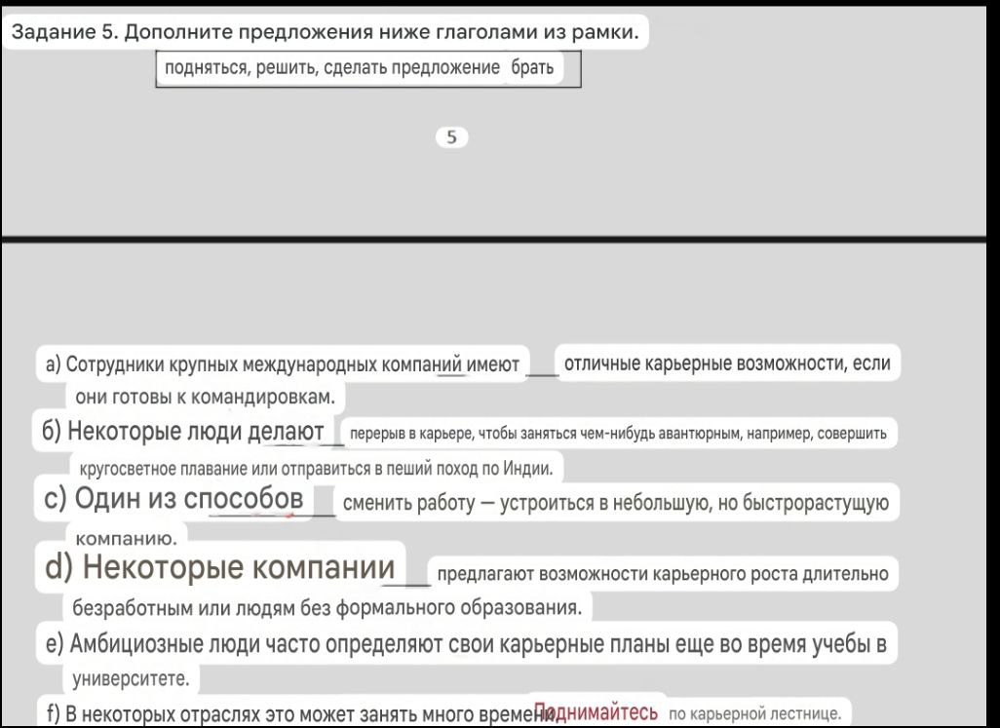 Задание 5. Дополните предложения ниже глаголами из рамки.
подняться, решить, сделать предложение брать
5
а) Сотрудники крупных международных компаний имеют ___ отличные карьерные возможности, если
они готовы к командировкам.
б) Некоторые люди делают ___ перерыв в карьере, чтобы заняться чем-нибудь авантюрным, например, совершить
кругосветное плавание или отправиться в пеший поход по Индии.
c) Один из способов ___ сменить работу — устроиться в небольшую, но быстрорастущую
компанию.
d) Некоторые компании ___ предлагают возможности карьерного роста длительно
безработным или людям без формального образования.
e) Амбициозные люди часто определяют свои карьерные планы еще во время учебы в
университете.
f) В некоторых отраслях это может занять много времени. Поднимайтесь по карьерной лестнице.